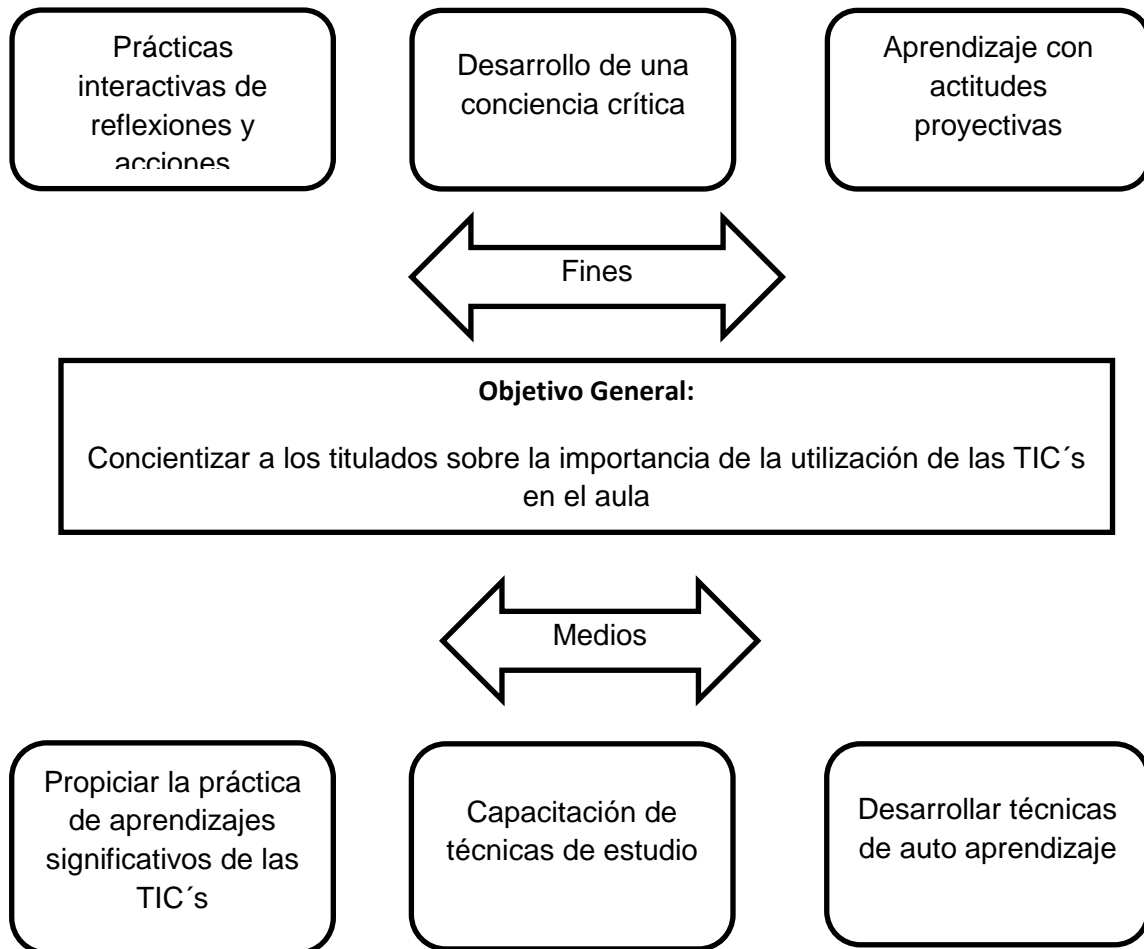 Prácticas
interactivas de
reflexiones y
acciones
Desarrollo de una
conciencia crítica
Aprendizaje con
actitudes
proyectivas
Fines
Objetivo General:
Concientizar a los titulados sobre la importancia de la utilización de las TIC´s
en el aula
Medios
Propiciar la práctica
de aprendizajes
significativos de las
TIC´s
Capacitación de
técnicas de estudio
Desarrollar técnicas
de auto aprendizaje